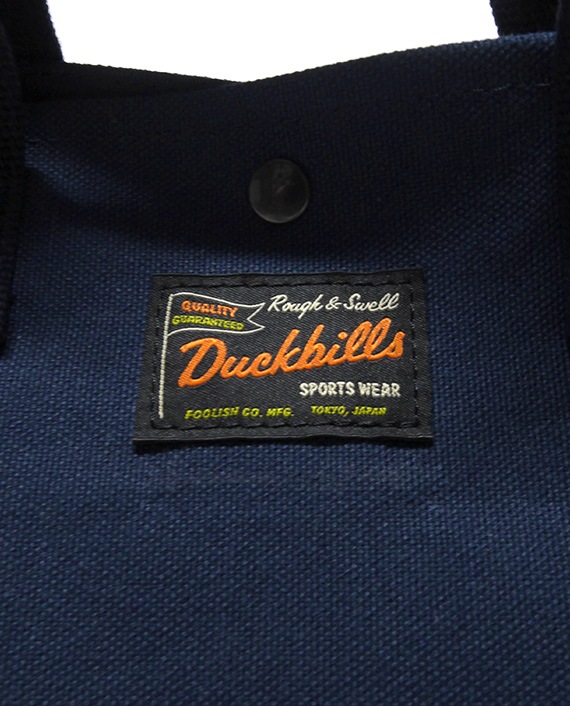 QUALITY
GUARANTEED
Rough & Swell
Duckbills
SPORTS WEAR
FOOLISH CO. MFG. TOKYO, JAPAN